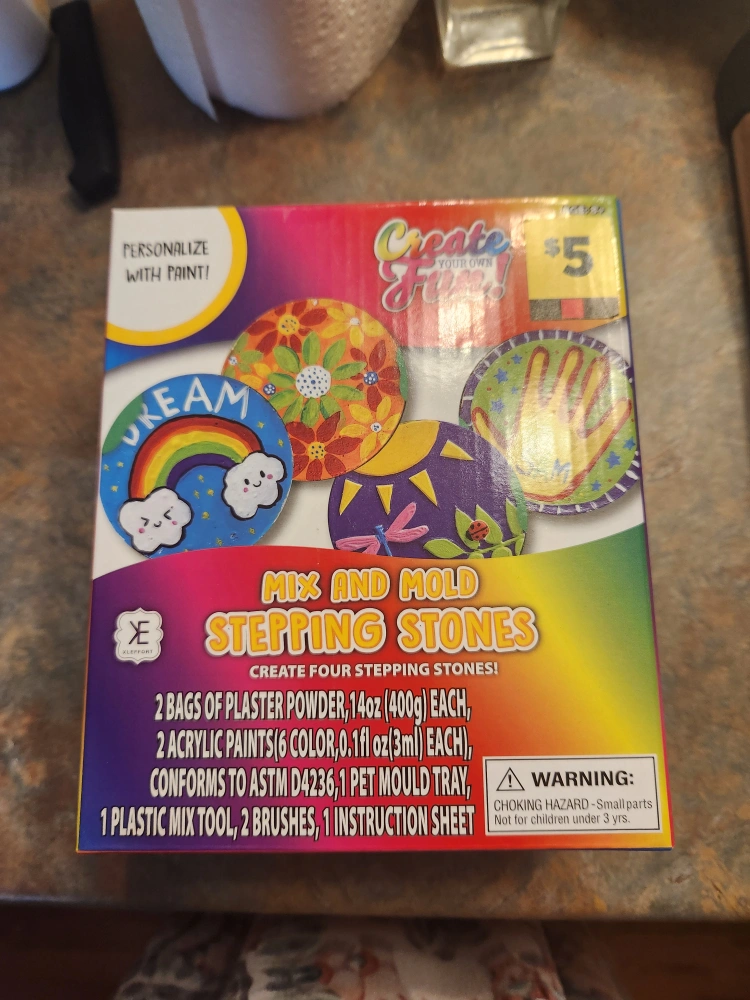 PERSONALIZE
WITH PAINT!
Create
YOUR OWN
Fun!
$5
DREAM
MIX AND MOLD
STEPPING STONES
CREATE FOUR STEPPING STONES!
2 BAGS OF PLASTER POWDER,14oz (400g) EACH,
2 ACRYLIC PAINTS(6 COLOR,0.1fl oz(3ml) EACH),
CONFORMS TO ASTM D4236,1 PET MOULD TRAY,
1 PLASTIC MIX TOOL, 2 BRUSHES, 1 INSTRUCTION SHEET
WARNING:
CHOKING HAZARD -Small parts
Not for children under 3 yrs.